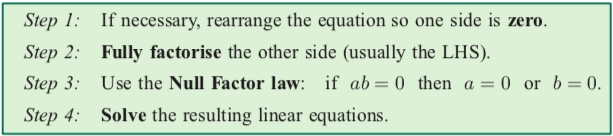 Step 1: If necessary, rearrange the equation so one side is zero.
Step 2: Fully factorise the other side (usually the LHS).
Step 3: Use the Null Factor law: if ab = 0 then a = 0 or b = 0.
Step 4: Solve the resulting linear equations.